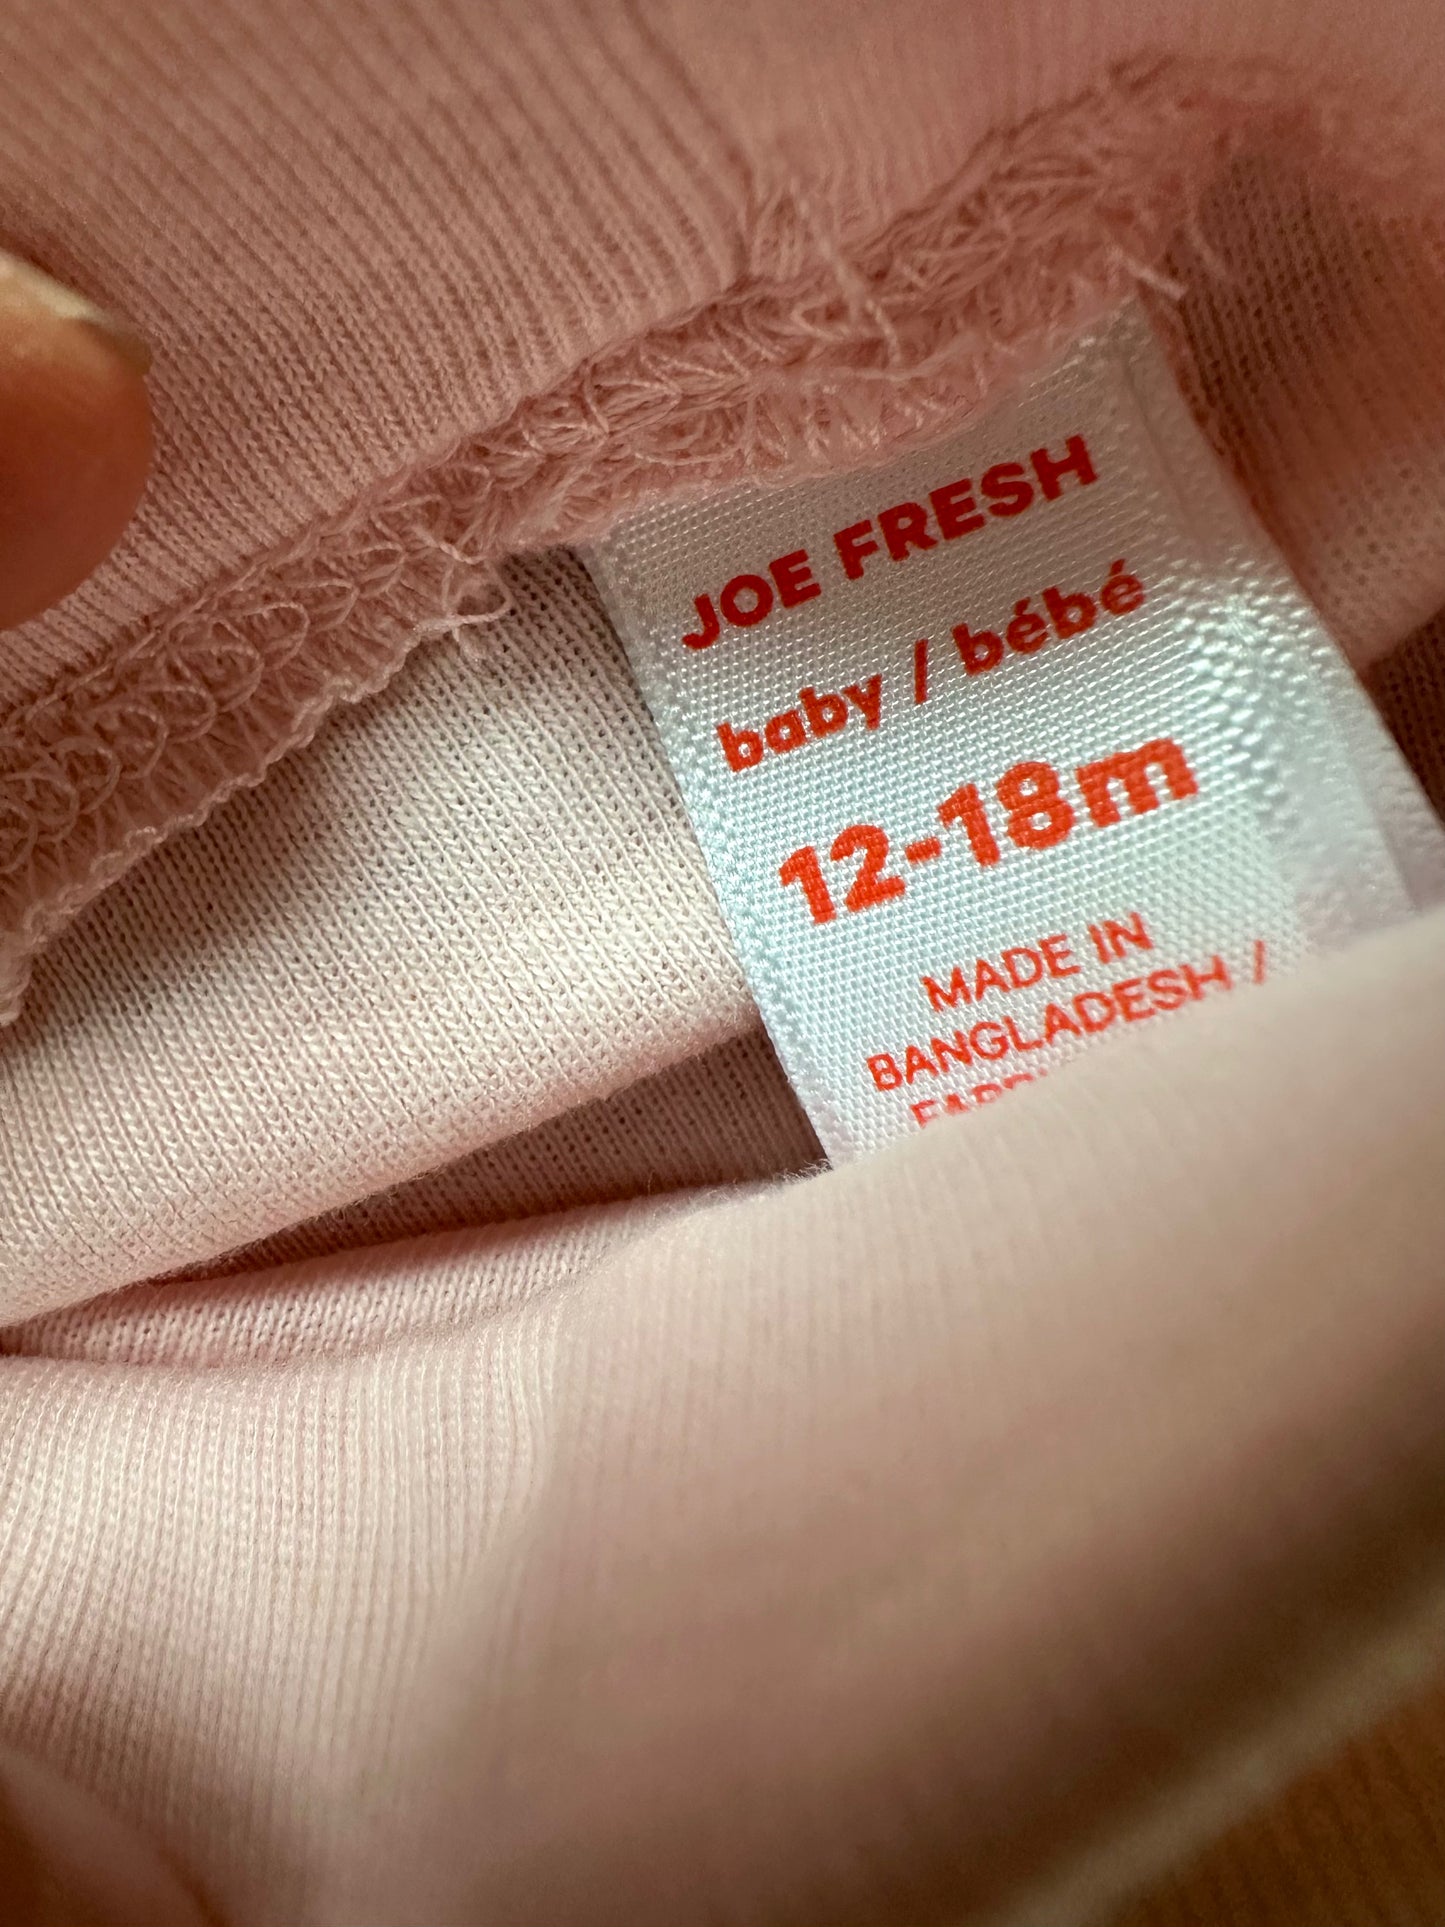 JOE FRESH
baby / bébé
12-18m
MADE IN
BANGLADESH /